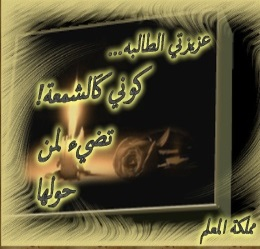 عزيزتي الطالبه...
كوني كالشمعة!
تضيء لمن
حولها
مملكة المعلم